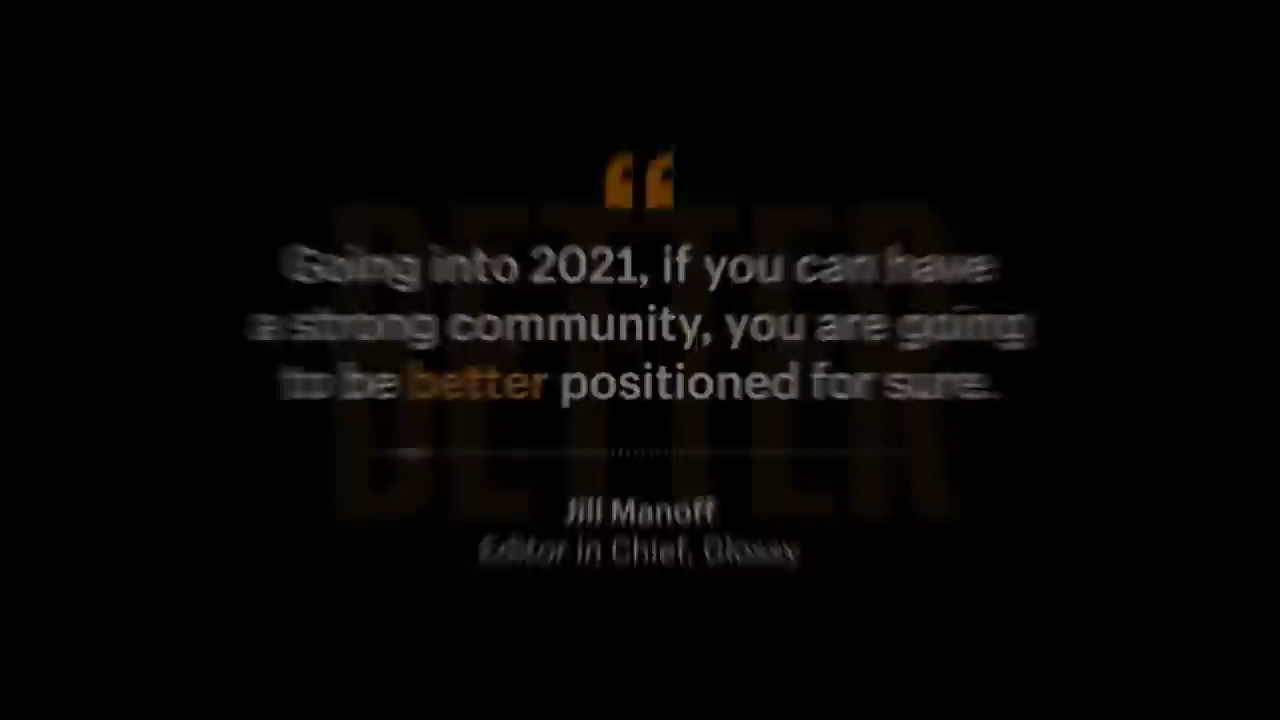 “
BETTER
Going into 2021, if you can have
a strong community, you are going
to be better positioned for sure.
Jill Manoff
Editor in Chief, Glossy